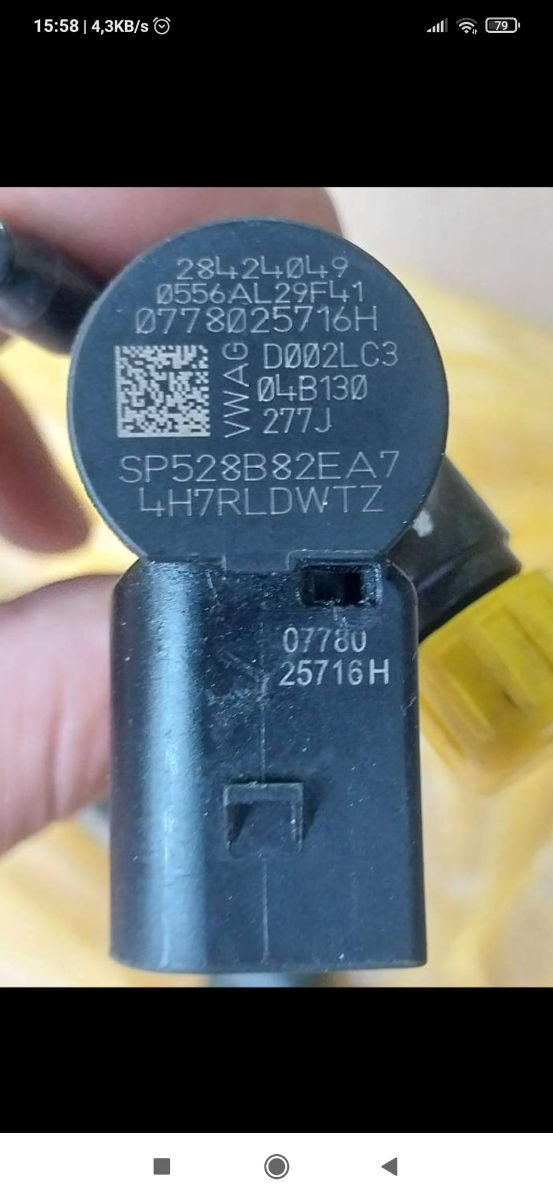 15:58 | 4,3KB/s
79
28424049
0556AL29F41
0778025716H
VWAG
D002LC3
04B130
277J
SP528B82EA7
4H7RLDWTZ
07780
25716H